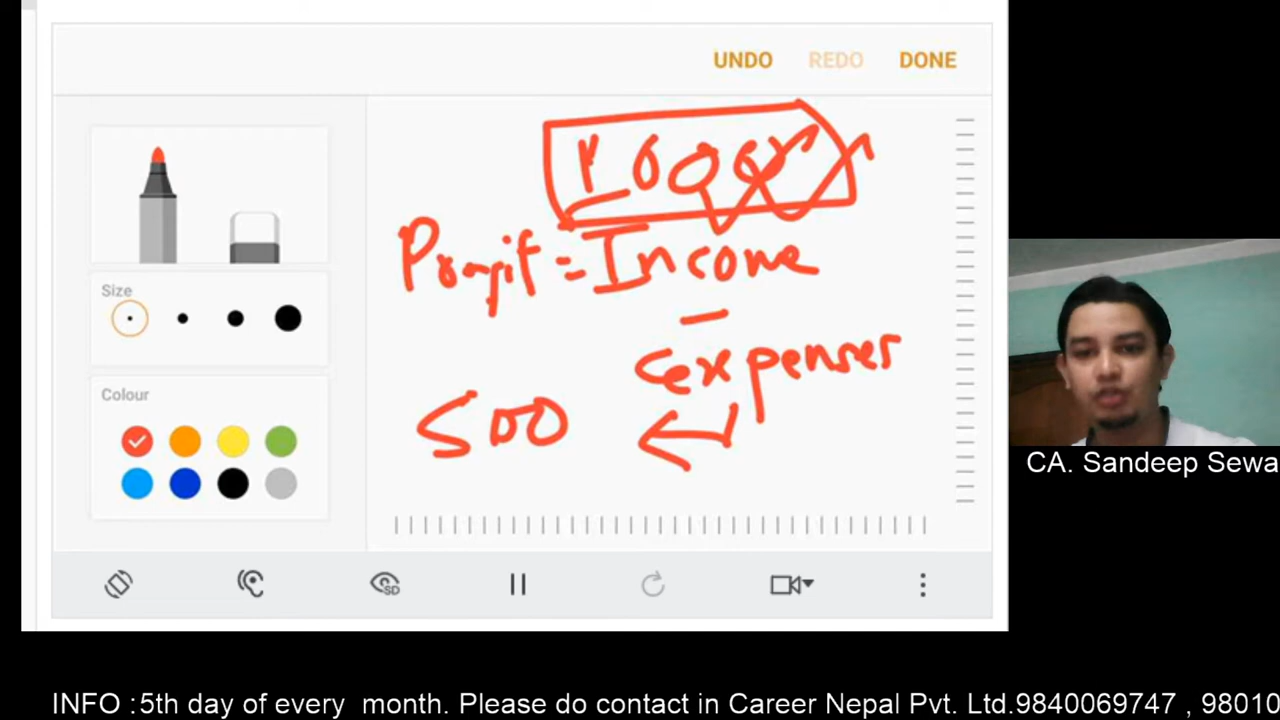 UNDO REDO DONE
Profit = Income
-
expenses
500
Size
Colour
SD
CA. Sandeep Sewa
INFO : 5th day of every month. Please do contact in Career Nepal Pvt. Ltd.9840069747 , 98010